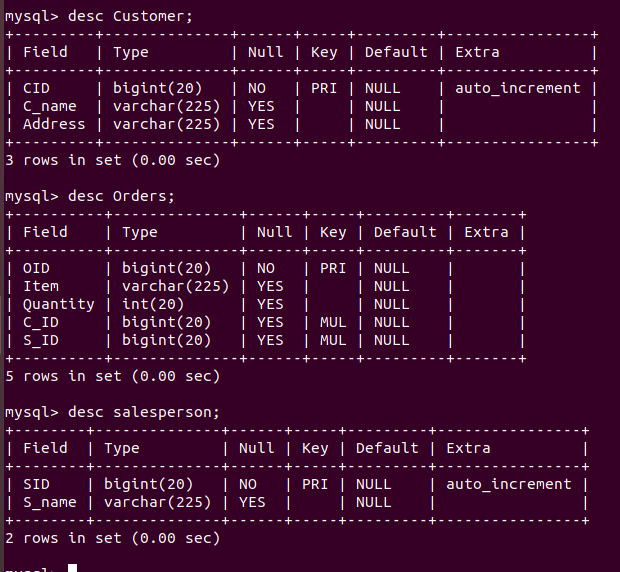 mysql> desc Customer;
+---------+--------------+------+-----+---------+----------------+
| Field   | Type         | Null | Key | Default | Extra          |
+---------+--------------+------+-----+---------+----------------+
| CID     | bigint(20)   | NO   | PRI | NULL    | auto_increment |
| C_name  | varchar(225) | YES  |     | NULL    |                |
| Address | varchar(225) | YES  |     | NULL    |                |
+---------+--------------+------+-----+---------+----------------+
3 rows in set (0.00 sec)
mysql> desc Orders;
+----------+--------------+------+-----+---------+-------+
| Field    | Type         | Null | Key | Default | Extra |
+----------+--------------+------+-----+---------+-------+
| OID      | bigint(20)   | NO   | PRI | NULL    |       |
| Item     | varchar(225) | YES  |     | NULL    |       |
| Quantity | int(20)      | YES  |     | NULL    |       |
| C_ID     | bigint(20)   | YES  | MUL | NULL    |       |
| S_ID     | bigint(20)   | YES  | MUL | NULL    |       |
+----------+--------------+------+-----+---------+-------+
5 rows in set (0.00 sec)
mysql> desc salesperson;
+--------+--------------+------+-----+---------+----------------+
| Field  | Type         | Null | Key | Default | Extra          |
+--------+--------------+------+-----+---------+----------------+
| SID    | bigint(20)   | NO   | PRI | NULL    | auto_increment |
| S_name | varchar(225) | YES  |     | NULL    |                |
+--------+--------------+------+-----+---------+----------------+
2 rows in set (0.00 sec)
mysql>